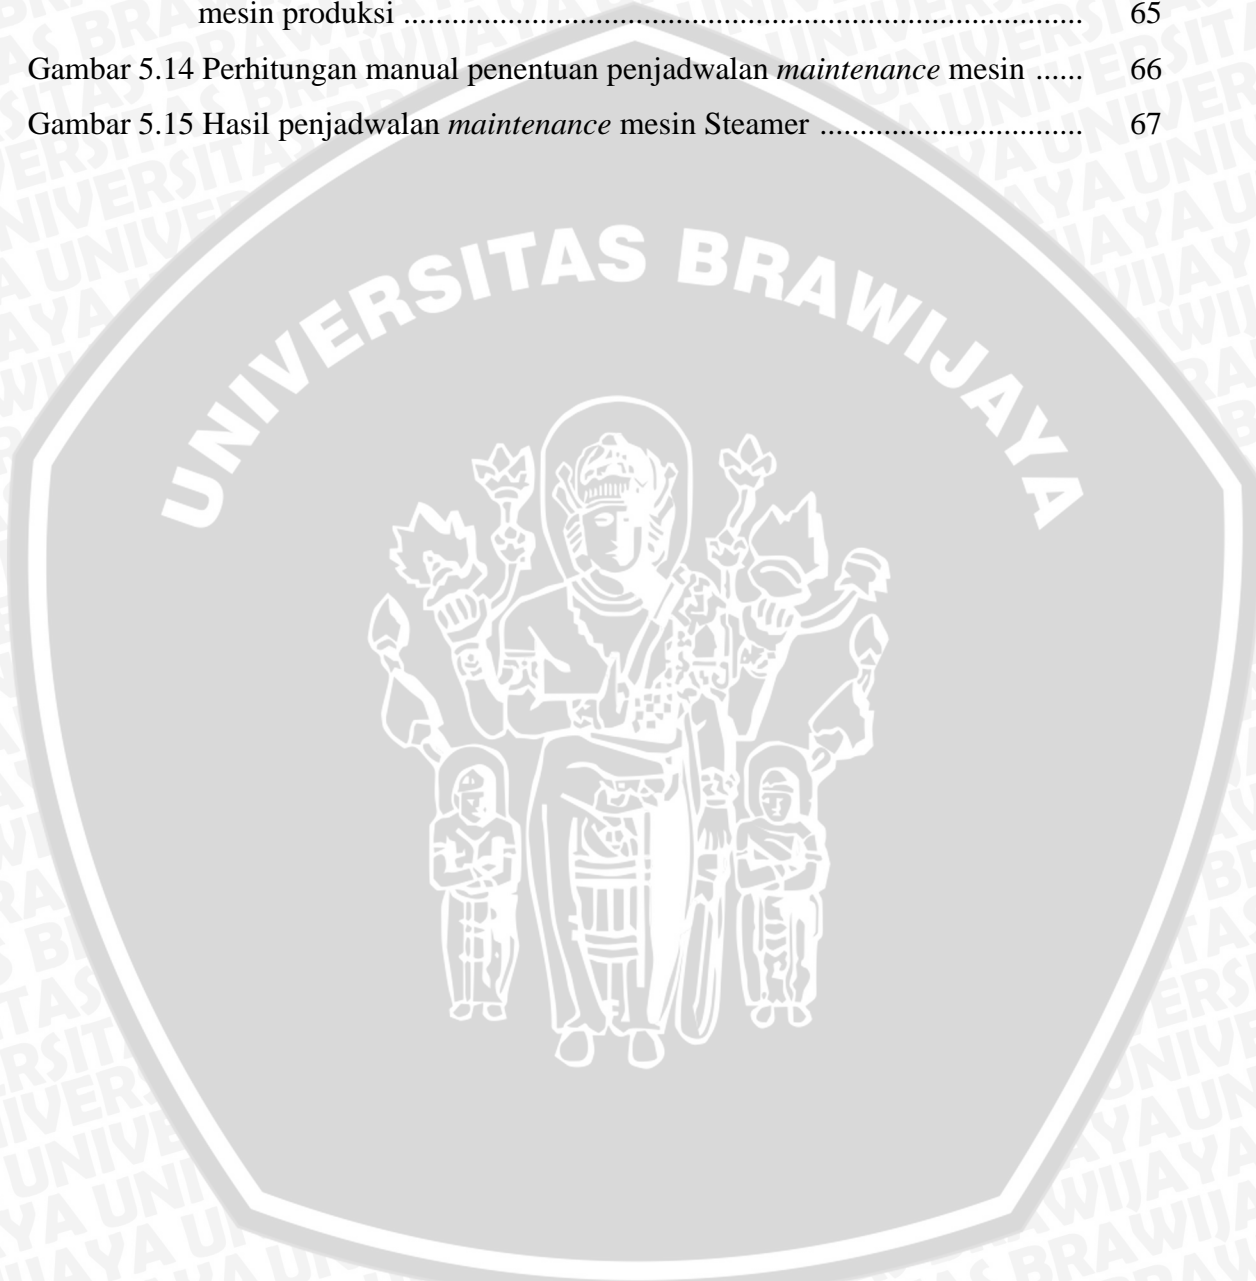 mesin produksi .................................................................................... 65
Gambar 5.14 Perhitungan manual penentuan penjadwalan maintenance mesin ...... 66
Gambar 5.15 Hasil penjadwalan maintenance mesin Steamer ................................ 67
UNIVERSITAS BRAWIJAYA